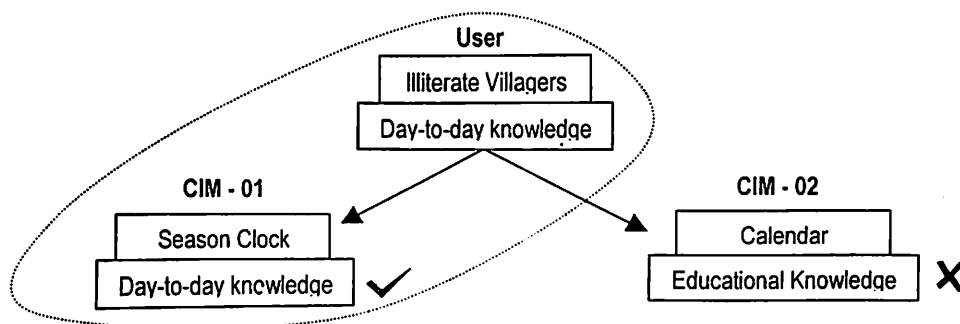 User
Illiterate Villagers
Day-to-day knowledge
CIM - 01
CIM - 02
Season Clock
Calendar
Day-to-day knowledge
Educational Knowledge